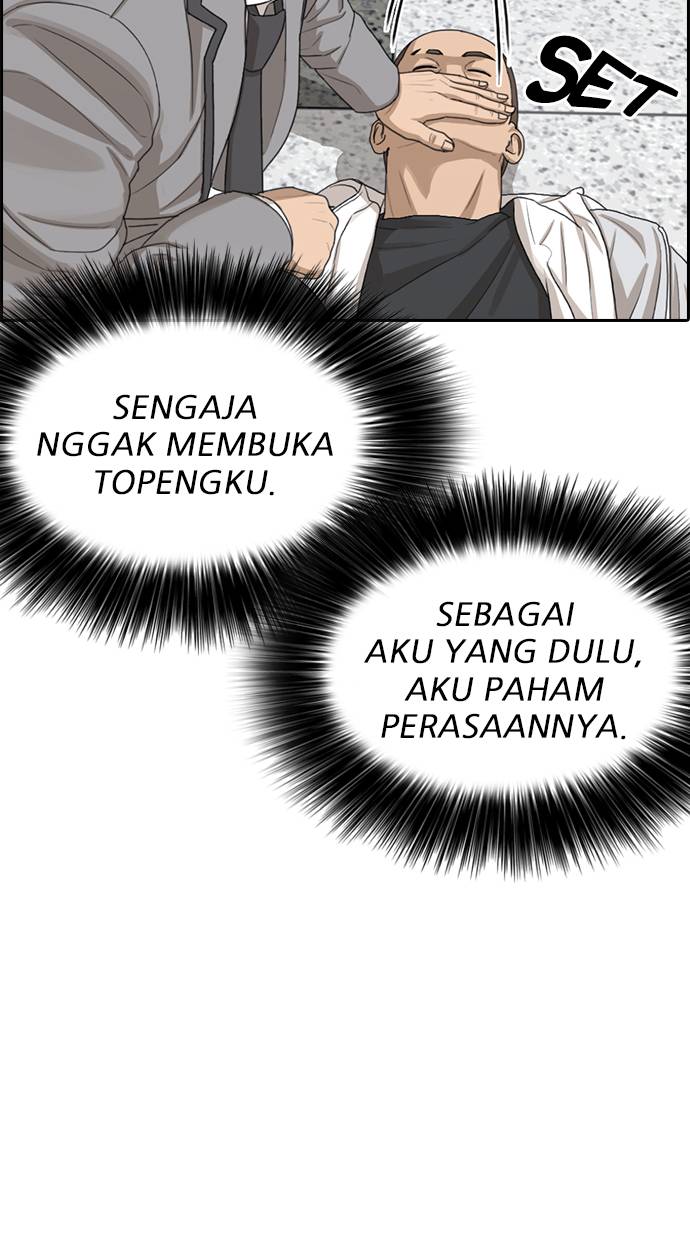 SET
SENGAJA
NGGAK MEMBUKA
TOPENGKU.
SEBAGAI
AKU YANG DULU,
AKU PAHAM
PERASAANNYA.